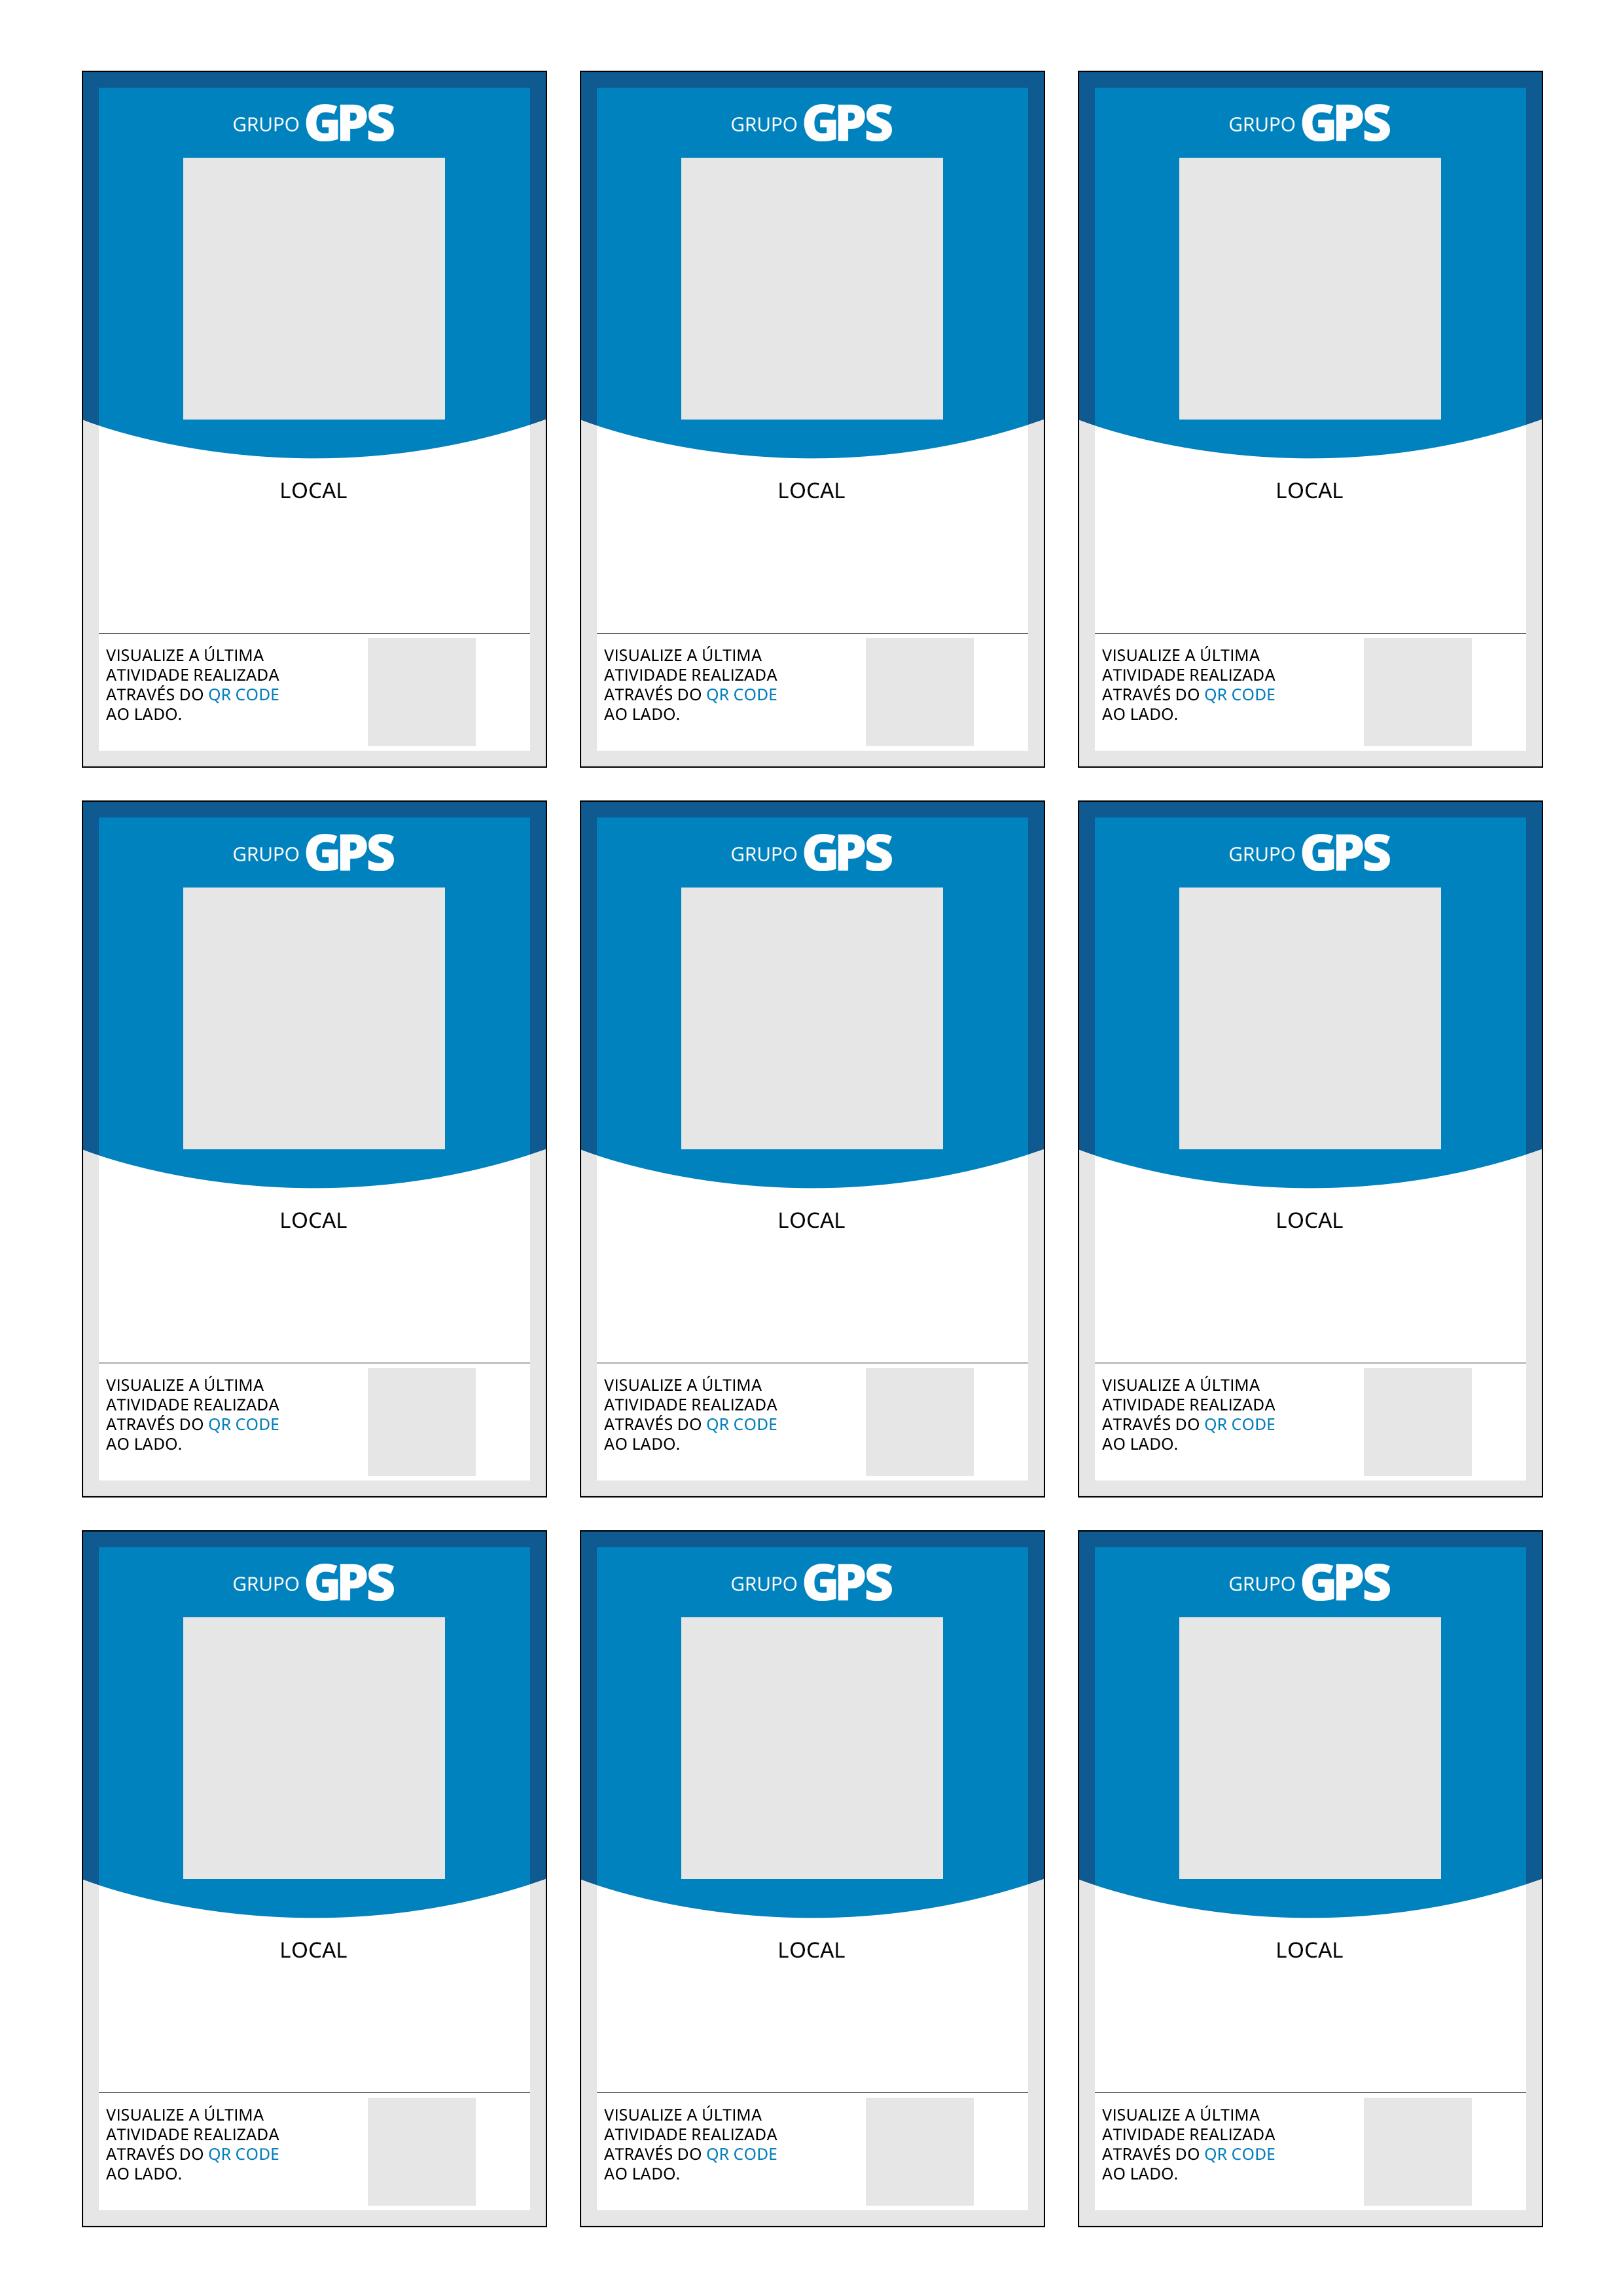 GRUPO GPS
LOCAL
VISUALIZE A ÚLTIMA
ATIVIDADE REALIZADA
ATRAVÉS DO QR CODE
AO LADO.
GRUPO GPS
LOCAL
VISUALIZE A ÚLTIMA
ATIVIDADE REALIZADA
ATRAVÉS DO QR CODE
AO LADO.
GRUPO GPS
LOCAL
VISUALIZE A ÚLTIMA
ATIVIDADE REALIZADA
ATRAVÉS DO QR CODE
AO LADO.
GRUPO GPS
LOCAL
VISUALIZE A ÚLTIMA
ATIVIDADE REALIZADA
ATRAVÉS DO QR CODE
AO LADO.
GRUPO GPS
LOCAL
VISUALIZE A ÚLTIMA
ATIVIDADE REALIZADA
ATRAVÉS DO QR CODE
AO LADO.
GRUPO GPS
LOCAL
VISUALIZE A ÚLTIMA
ATIVIDADE REALIZADA
ATRAVÉS DO QR CODE
AO LADO.
GRUPO GPS
LOCAL
VISUALIZE A ÚLTIMA
ATIVIDADE REALIZADA
ATRAVÉS DO QR CODE
AO LADO.
GRUPO GPS
LOCAL
VISUALIZE A ÚLTIMA
ATIVIDADE REALIZADA
ATRAVÉS DO QR CODE
AO LADO.
GRUPO GPS
LOCAL
VISUALIZE A ÚLTIMA
ATIVIDADE REALIZADA
ATRAVÉS DO QR CODE
AO LADO.